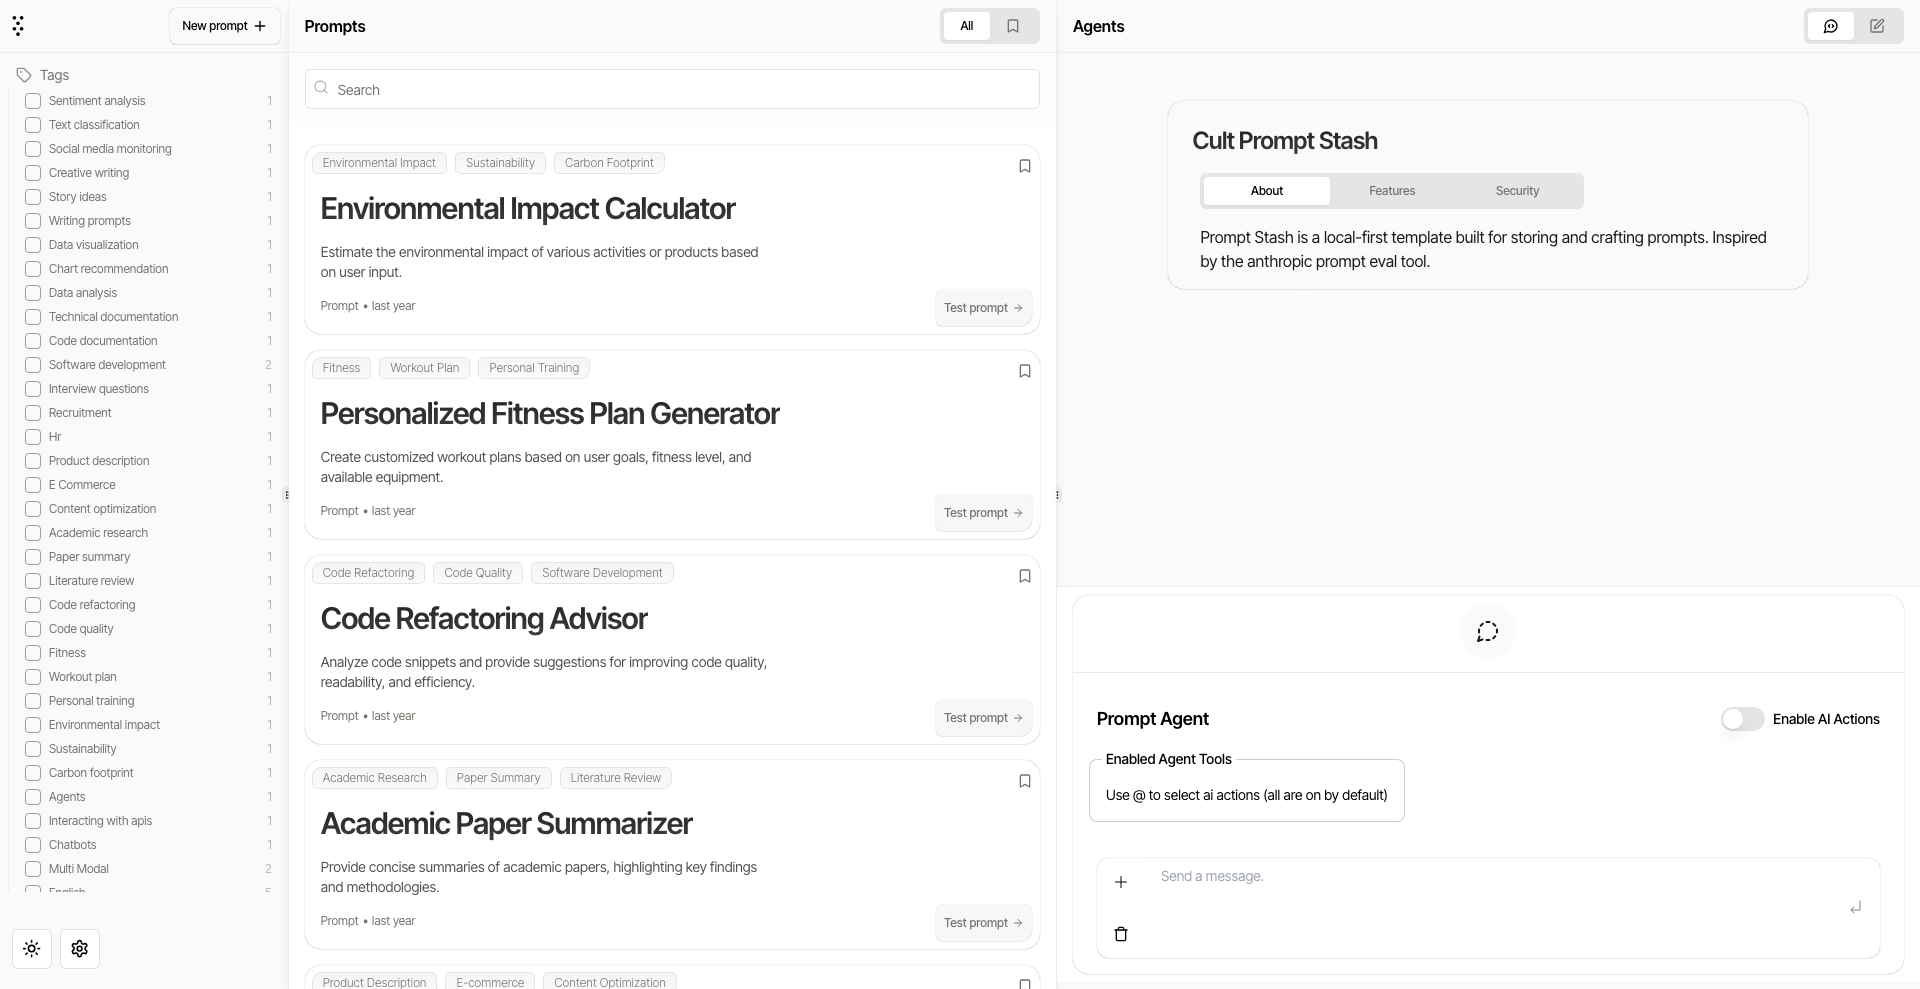 New prompt
Tags
Sentiment analysis 1
Text classification 1
Social media monitoring 1
Creative writing 1
Story ideas 1
Writing prompts 1
Data visualization 1
Chart recommendation 1
Data analysis 1
Technical documentation 1
Code documentation 1
Software development 2
Interview questions 1
Recruitment 1
Hr 1
Product description 1
E Commerce 1
Content optimization 1
Academic research 1
Paper summary 1
Literature review 1
Code refactoring 1
Code quality 1
Fitness 1
Workout plan 1
Personal training 1
Environmental impact 1
Sustainability 1
Carbon footprint 1
Agents 1
Interacting with apis 1
Chatbots 1
Multi Modal 2
English 5
Prompts
All
Search
Environmental Impact Sustainability Carbon Footprint
Environmental Impact Calculator
Estimate the environmental impact of various activities or products based
on user input.
Prompt • last year
Test prompt →
Fitness Workout Plan Personal Training
Personalized Fitness Plan Generator
Create customized workout plans based on user goals, fitness level, and
available equipment.
Prompt • last year
Test prompt →
Code Refactoring Code Quality Software Development
Code Refactoring Advisor
Analyze code snippets and provide suggestions for improving code quality,
readability, and efficiency.
Prompt • last year
Test prompt →
Academic Research Paper Summary Literature Review
Academic Paper Summarizer
Provide concise summaries of academic papers, highlighting key findings
and methodologies.
Prompt • last year
Test prompt →
Product Description E-commerce Content Optimization
Agents
Cult Prompt Stash
About Features Security
Prompt Stash is a local-first template built for storing and crafting prompts. Inspired
by the anthropic prompt eval tool.
Prompt Agent
Enable AI Actions
Enabled Agent Tools
Use @ to select ai actions (all are on by default)
Send a message.